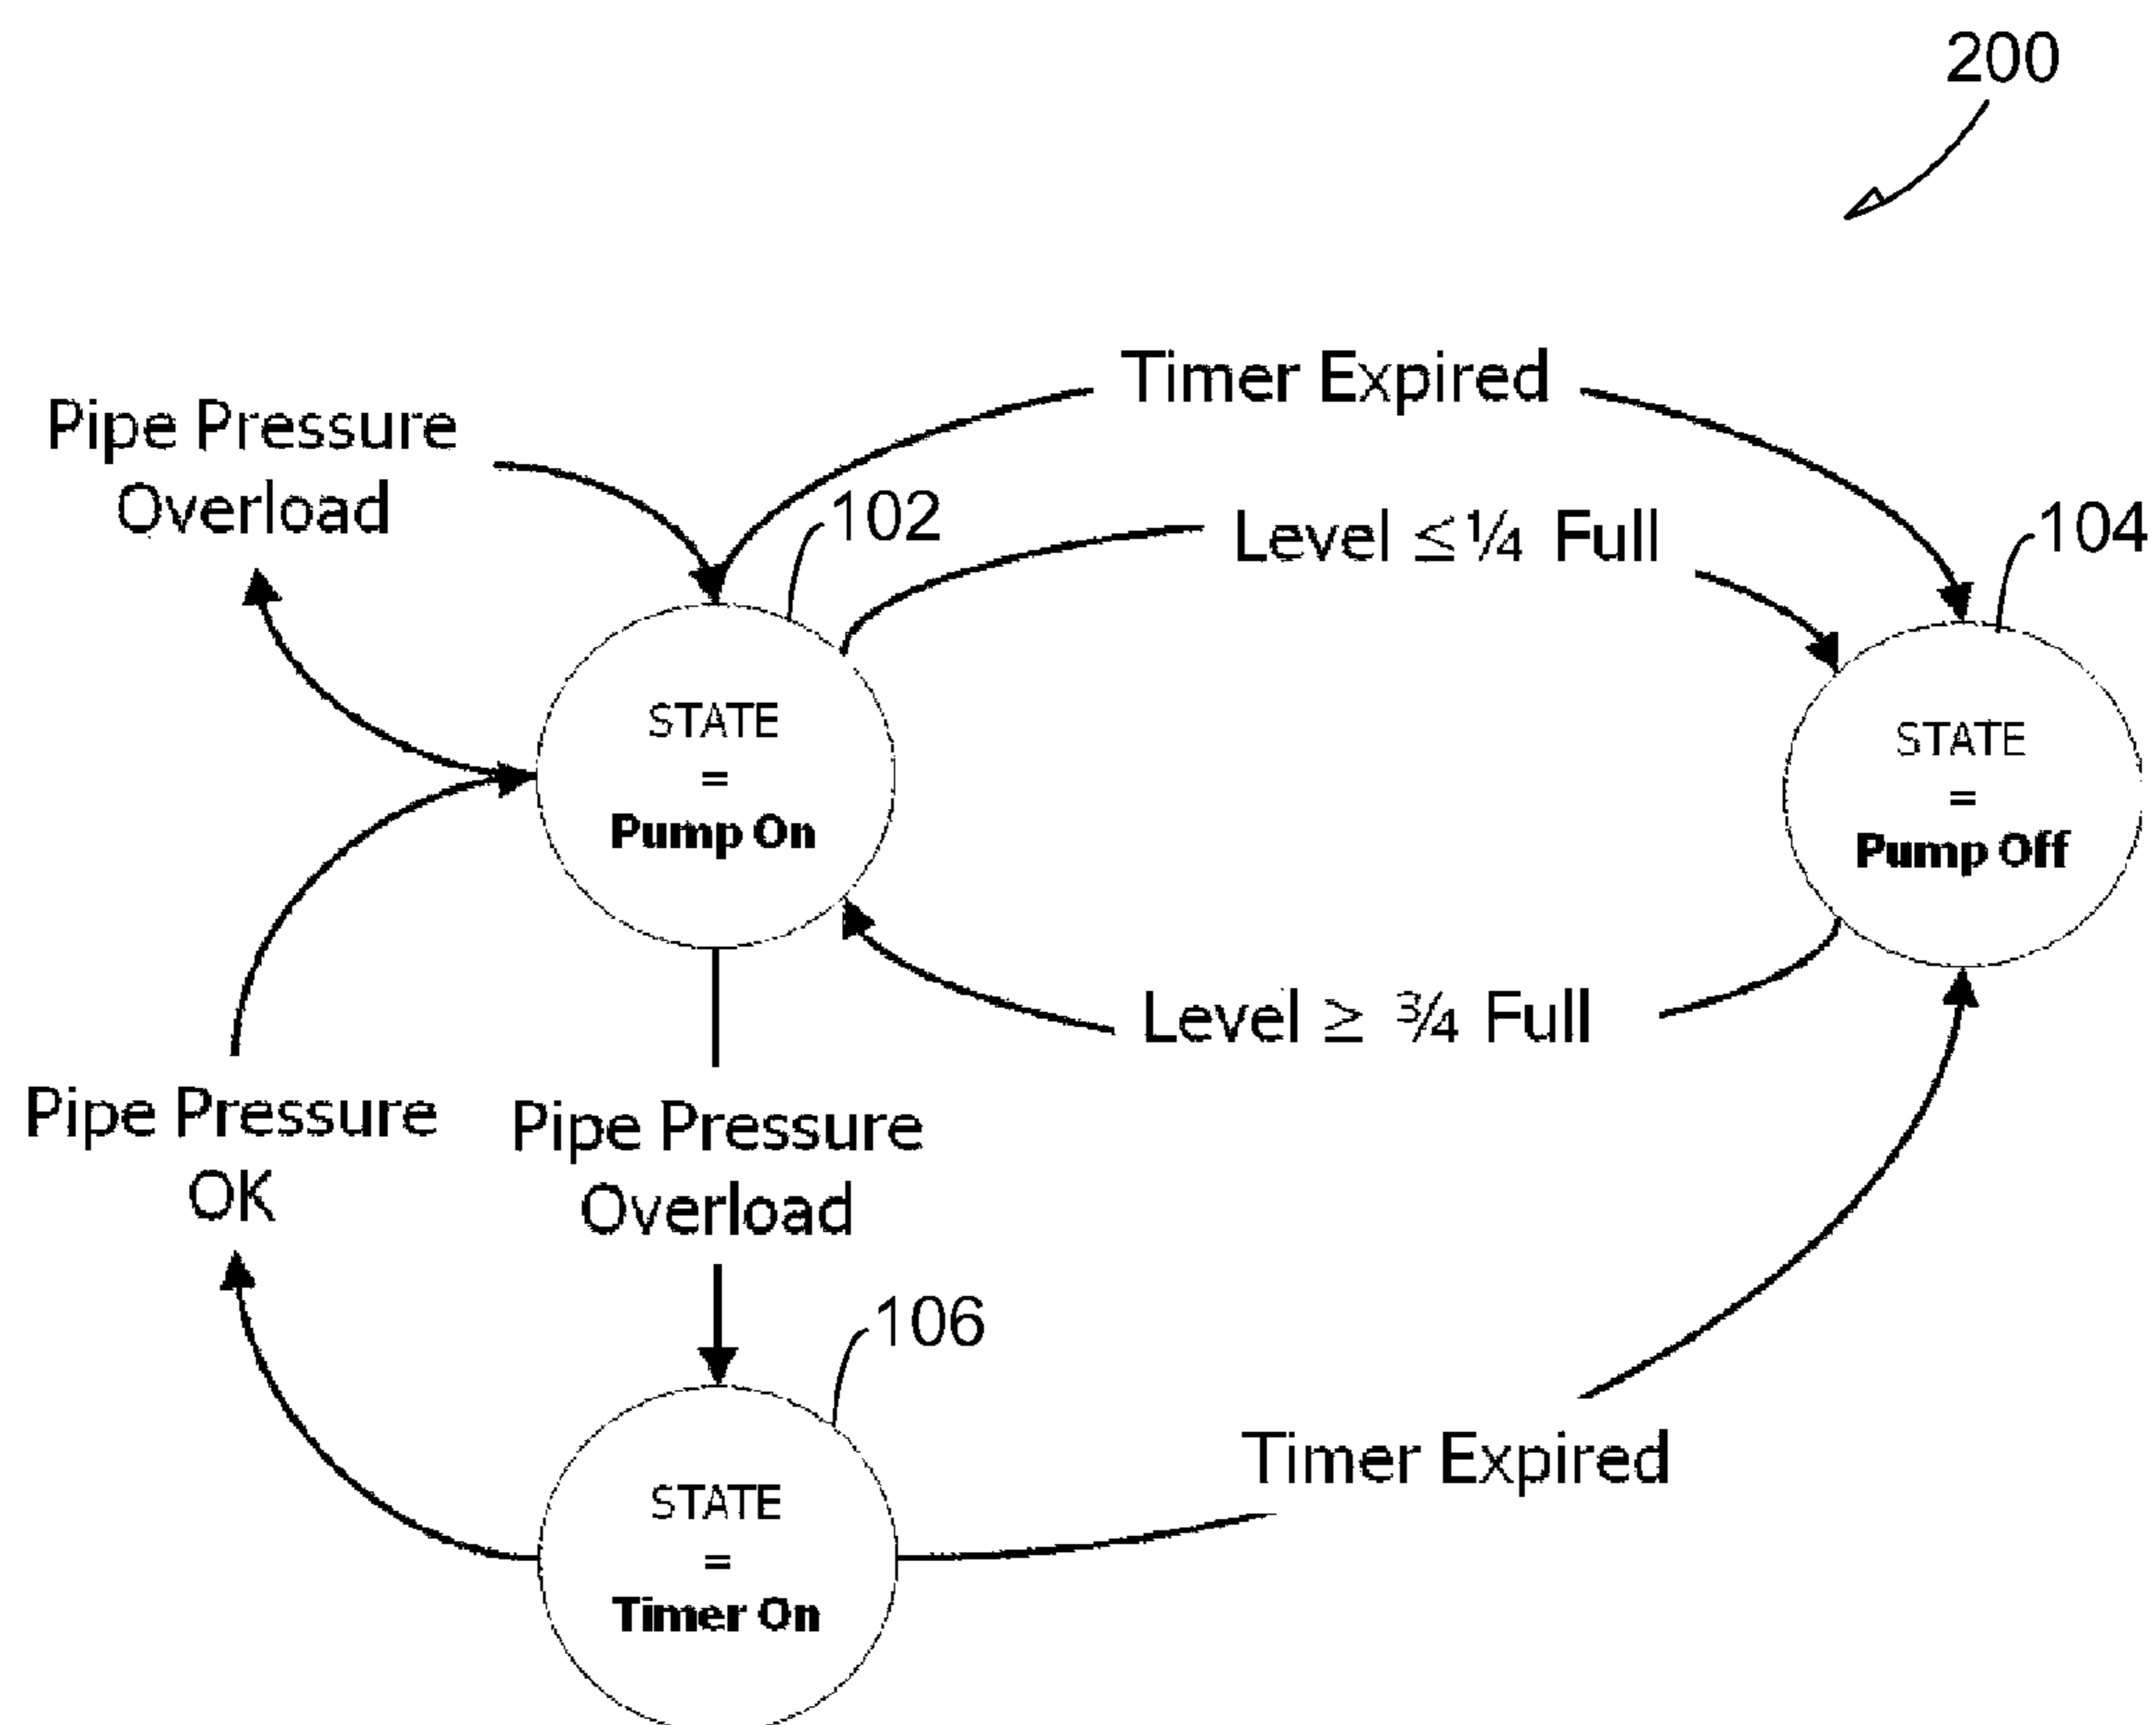 200
Timer Expired
Pipe Pressure
Overload
102
Level ≤ ¼ Full
104
STATE
=
Pump On
STATE
=
Pump Off
Level ≥ ¾ Full
Pipe Pressure
OK
Pipe Pressure
Overload
106
Timer Expired
STATE
=
Timer On